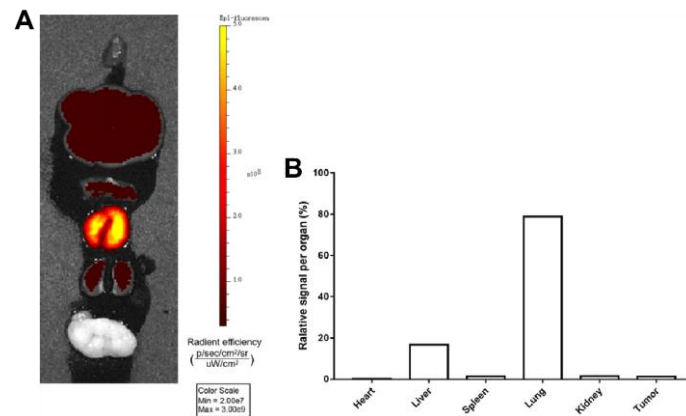 A
Epi-fluorescen
5.0
4.0
3.0
2.0
1.0
Radient efficiency
( p/sec/cm²/sr )
uW/cm²
Color Scale
Min = 2.00e7
Max = 3.00e9
B
Ralative signal per organ (%)
100
80
60
40
20
0
Heart
Liver
Spleen
Lung
Kidney
Tumor